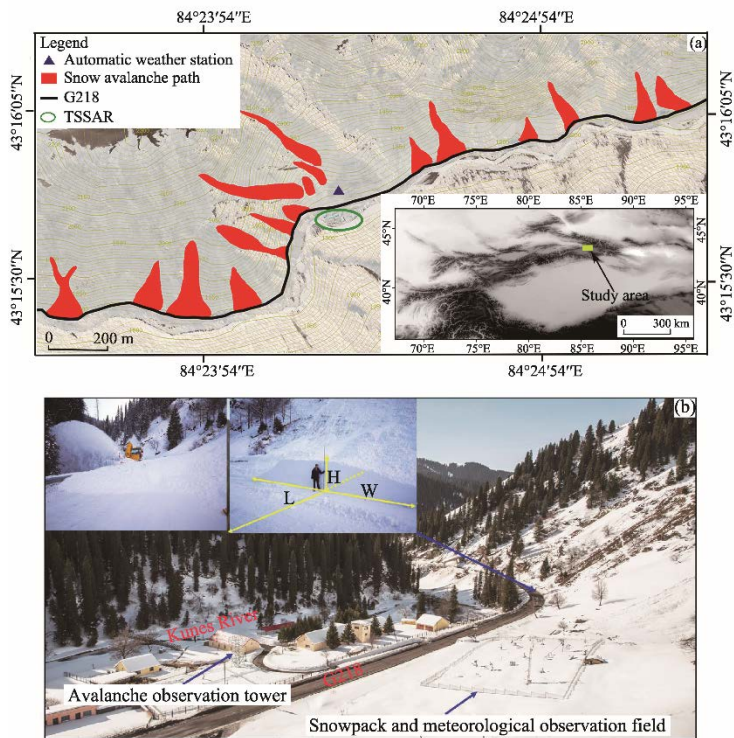 84°23′54″E
84°24′54″E
(a)
Legend
Automatic weather station
Snow avalanche path
G218
TSSAR
43°16′05″N
43°16′05″N
43°15′30″N
43°15′30″N
0 200 m
70°E 75°E 80°E 85°E 90°E 95°E
45°N
45°N
40°N
40°N
Study area
0 300 km
70°E 75°E 80°E 85°E 90°E 95°E
84°23′54″E
84°24′54″E
(b)
H
L
W
Kunes Rives
G218
Avalanche observation tower
Snowpack and meteorological observation field